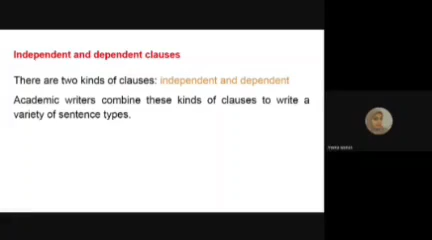 Independent and dependent clauses
There are two kinds of clauses: independent and dependent
Academic writers combine these kinds of clauses to write a
variety of sentence types.